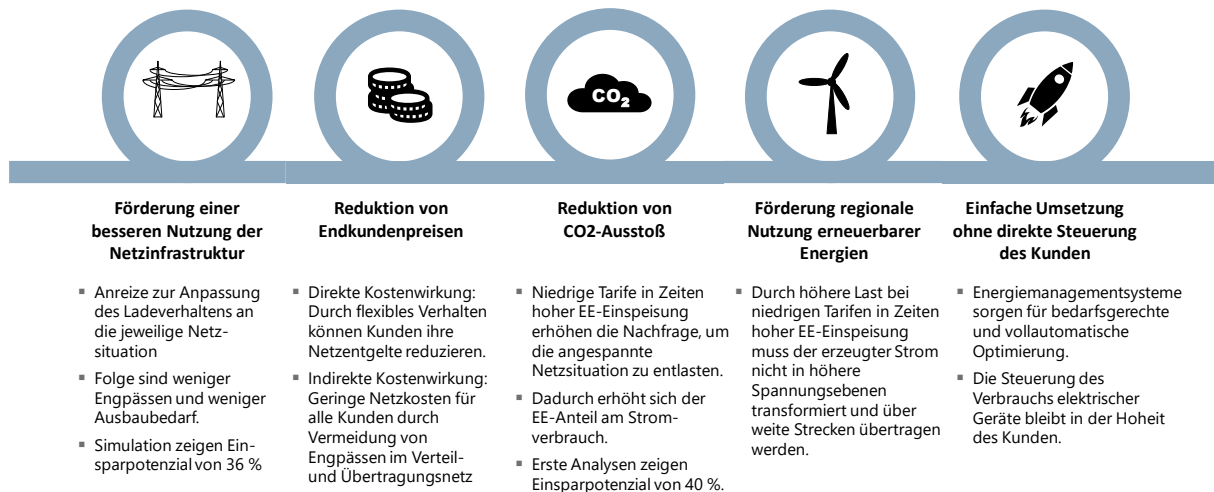 CO2
Förderung einer
besseren Nutzung der
Netzinfrastruktur
▪ Anreize zur Anpassung
des Ladeverhaltens an
die jeweilige Netz-
situation
▪ Folge sind weniger
Engpässen und weniger
Ausbaubedarf.
▪ Simulation zeigen Ein-
sparpotenzial von 36 %
Reduktion von
Endkundenpreisen
▪ Direkte Kostenwirkung:
Durch flexibles Verhalten
können Kunden ihre
Netzentgelte reduzieren.
▪ Indirekte Kostenwirkung:
Geringe Netzkosten für
alle Kunden durch
Vermeidung von
Engpässen im Verteil-
und Übertragungsnetz
Reduktion von
CO2-Ausstoß
▪ Niedrige Tarife in Zeiten
hoher EE-Einspeisung
erhöhen die Nachfrage, um
die angespannte
Netzsituation zu entlasten.
▪ Dadurch erhöht sich der
EE-Anteil am Strom-
verbrauch.
▪ Erste Analysen zeigen
Einsparpotenzial von 40 %.
Förderung regionale
Nutzung erneuerbarer
Energien
▪ Durch höhere Last bei
niedrigen Tarifen in Zeiten
hoher EE-Einspeisung
muss der erzeugter Strom
nicht in höhere
Spannungsebenen
transformiert und über
weite Strecken übertragen
werden.
Einfache Umsetzung
ohne direkte Steuerung
des Kunden
▪ Energiemanagementsysteme
sorgen für bedarfsgerechte
und vollautomatische
Optimierung.
▪ Die Steuerung des
Verbrauchs elektrischer
Geräte bleibt in der Hoheit
des Kunden.